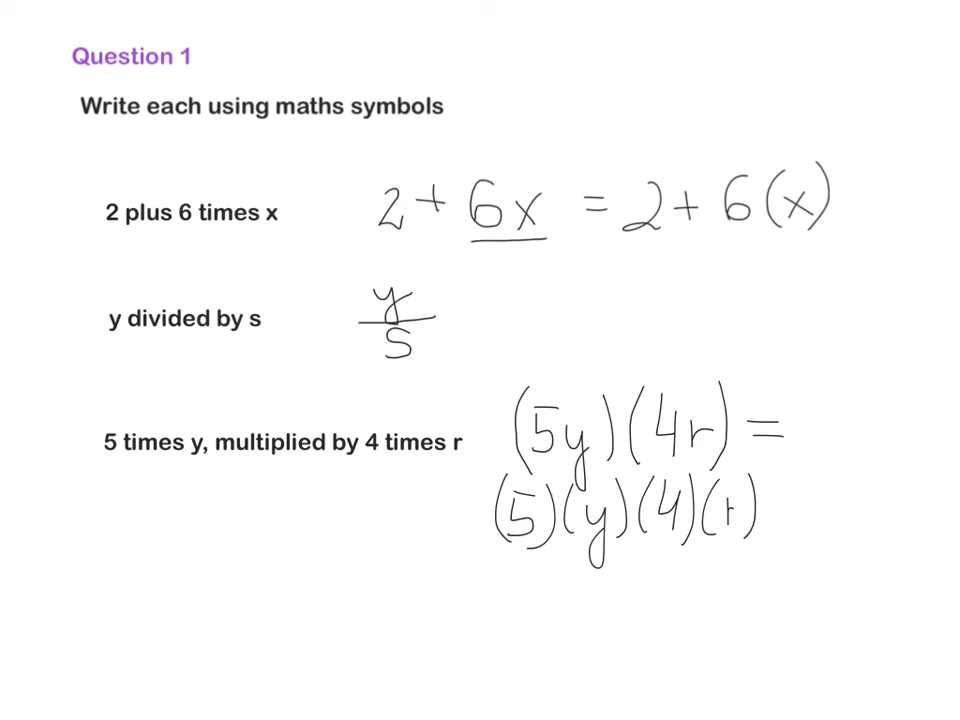 Question 1
Write each using maths symbols
2 plus 6 times x 2 + 6x = 2 + 6(x)
y divided by s y/s
5 times y, multiplied by 4 times r (5y)(4r) =
(5)(y)(4)(r)